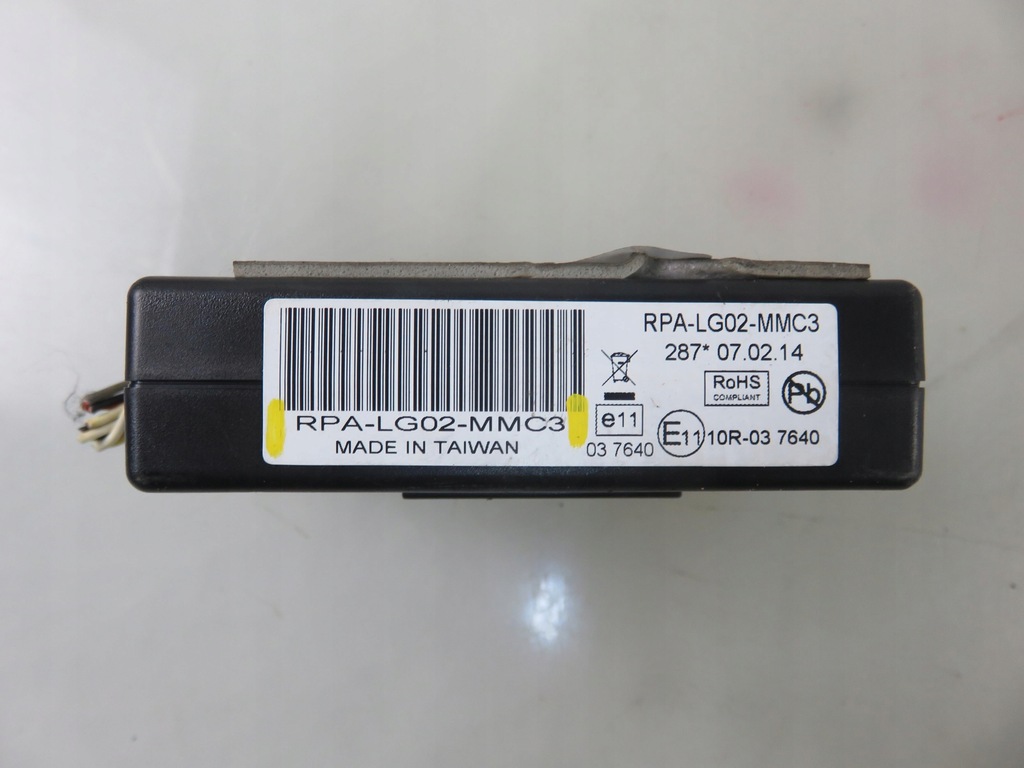 RPA-LG02-MMC3
MADE IN TAIWAN
RPA-LG02-MMC3
287* 07.02.14
RoHS
COMPLIANT
Pb
e11
03 7640
E11 10R-03 7640